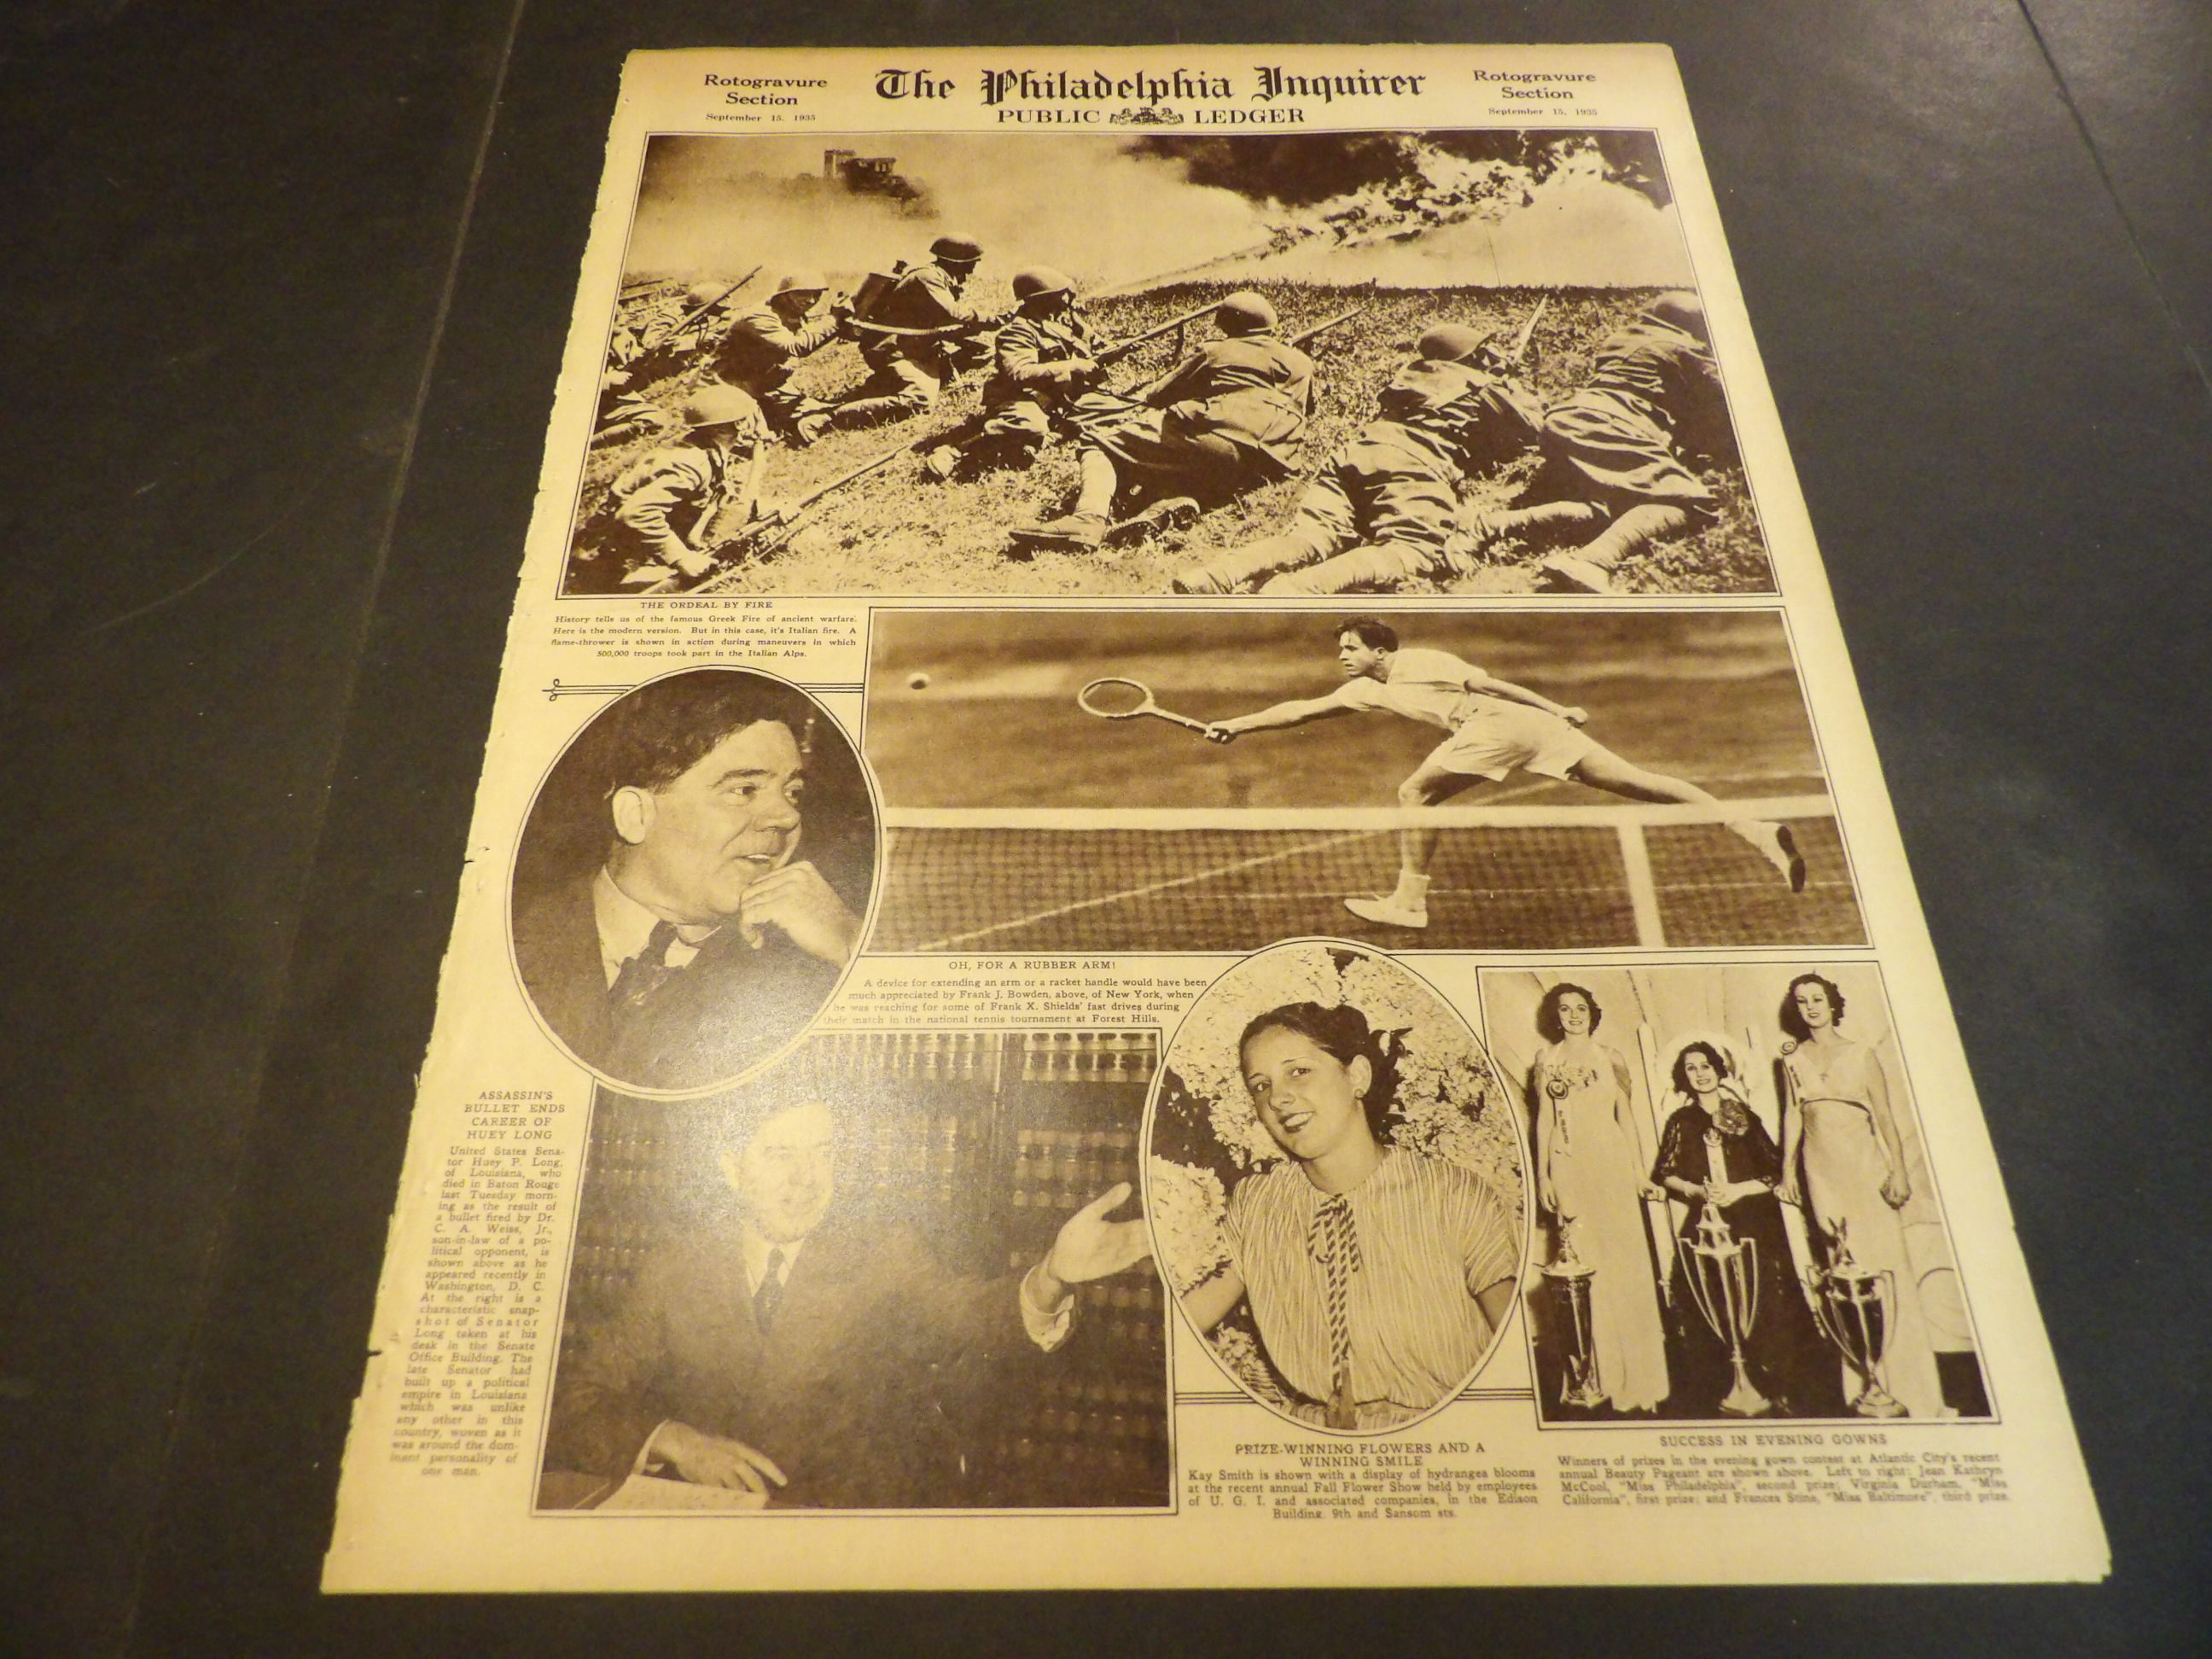 Rotogravure
Section
September 15, 1935
The Philadelphia Inquirer
PUBLIC LEDGER
Rotogravure
Section
September 15, 1935
THE ORDEAL BY FIRE
History tells us of the famous Greek Fire of ancient warfare.
Here is the modern version. But in this case, it's Italian fire. A
flame-thrower is shown in action during maneuvers in which
500,000 troops took part in the Italian Alps.
OH, FOR A RUBBER ARM!
A device for extending an arm or a racket handle would have been
much appreciated by Frank J. Bowden, above, of New York, when
he was reaching for some of Frank X. Shields' fast drives during
their match in the national tennis tournament at Forest Hills.
ASSASSIN'S
BULLET ENDS
CAREER OF
HUEY LONG
United States Sena-
tor Huey P. Long,
of Louisiana, who
died in Baton Rouge
last Tuesday morn-
ing as the result of
a bullet fired by Dr.
C. A. Weiss, Jr.,
son-in-law of a po-
litical opponent, is
shown above as he
appeared recently in
Washington, D. C.
At the right is a
characteristic snap-
shot of Senator
Long taken at his
desk in the Senate
Office Building. The
late Senator had
built up a political
empire in Louisiana
which was unlike
any other in this
country, woven as it
was around the dom-
inant personality of
one man.
PRIZE-WINNING FLOWERS AND A
WINNING SMILE
Kay Smith is shown with a display of hydrangea blooms
at the recent annual Fall Flower Show held by employees
of U. G. I. and associated companies, in the Edison
Building, 9th and Sansom sts.
SUCCESS IN EVENING GOWNS
Winners of prizes in the evening gown contest at Atlantic City's recent
annual Beauty Pageant are shown above. Left to right: Jean Kathryn
McCool, "Miss Philadelphia", second prize; Virginia Durham, "Miss
California", first prize; and Frances Stine, "Miss Baltimore", third prize.